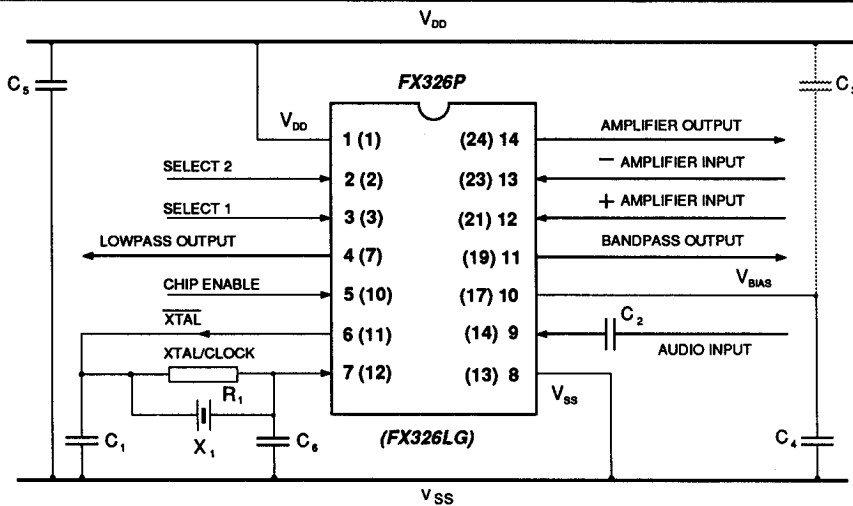 VDD
C5
FX326P
C3
VDD
1 (1)
(24) 14
AMPLIFIER OUTPUT
SELECT 2
2 (2)
(23) 13
− AMPLIFIER INPUT
SELECT 1
3 (3)
(21) 12
+ AMPLIFIER INPUT
LOWPASS OUTPUT
4 (7)
(19) 11
BANDPASS OUTPUT
CHIP ENABLE
5 (10)
(17) 10
VBIAS
XTAL
6 (11)
(14) 9
C2
AUDIO INPUT
XTAL/CLOCK
7 (12)
(13) 8
R1
VSS
C1
X1
C6
(FX326LG)
C4
VSS